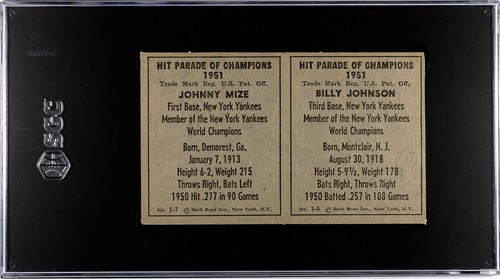 SGC
HIT PARADE OF CHAMPIONS
1951
Trade Mark Reg. U.S. Pat. Off.
JOHNNY MIZE
First Base, New York Yankees
Member of the New York Yankees
World Champions
Born, Demorest, Ga.
January 7, 1913
Height 6-2, Weight 215
Throws Right, Bats Left
1950 Hit .277 in 90 Games
No. 1-7 © Berk Ross Inc., New York, N.Y.
HIT PARADE OF CHAMPIONS
1951
Trade Mark Reg. U.S. Pat. Off.
BILLY JOHNSON
Third Base, New York Yankees
Member of the New York Yankees
World Champions
Born, Montclair, N. J.
August 30, 1918
Height 5-9½, Weight 178
Bats Right, Throws Right
1950 Batted .257 in 108 Games
No. 1-5 © Berk Ross Inc., New York, N.Y.